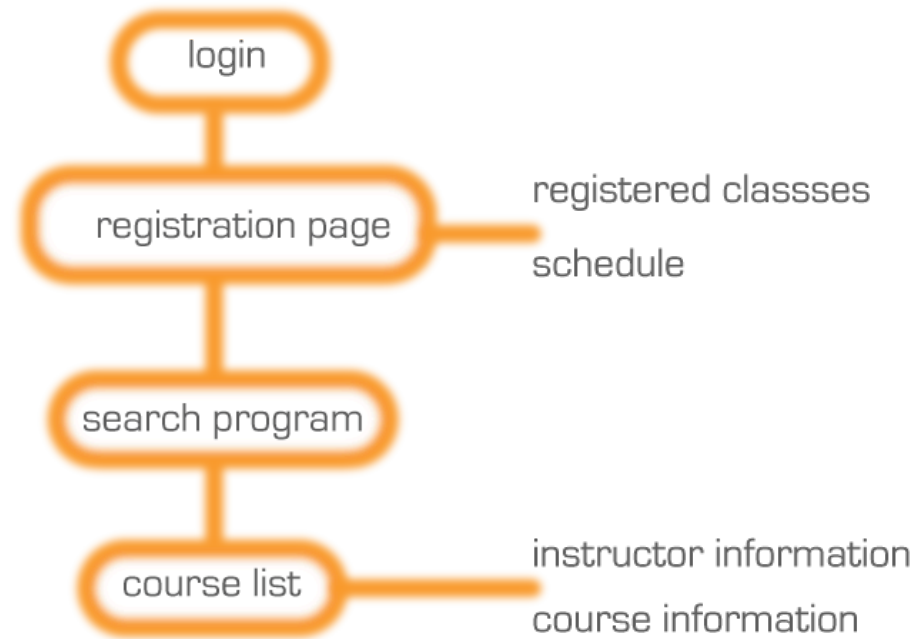 login
registration page
registered classses
schedule
search program
course list
instructor information
course information